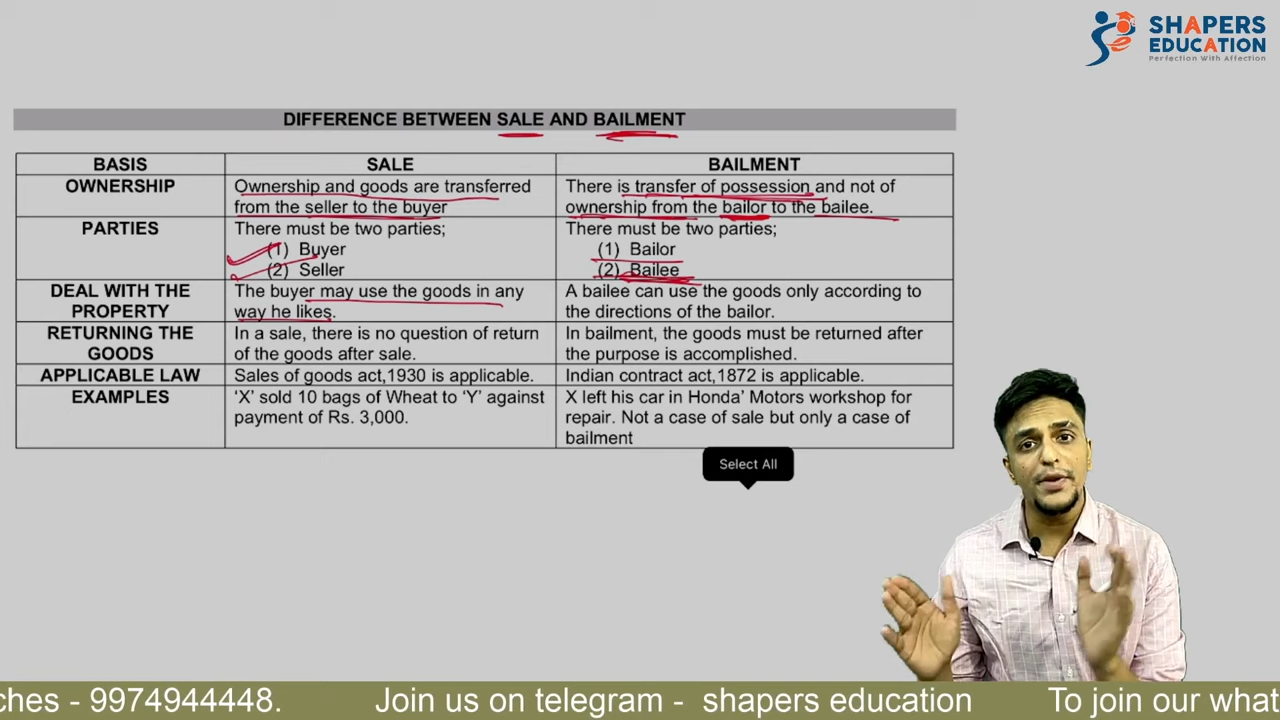 SHAPERS
EDUCATION
Perfection With Affection
DIFFERENCE BETWEEN SALE AND BAILMENT
BASIS SALE BAILMENT
OWNERSHIP
Ownership and goods are transferred
from the seller to the buyer
There is transfer of possession and not of
ownership from the bailor to the bailee.
PARTIES
There must be two parties;
(1) Buyer
(2) Seller
There must be two parties;
(1) Bailor
(2) Bailee
DEAL WITH THE
PROPERTY
The buyer may use the goods in any
way he likes.
A bailee can use the goods only according to
the directions of the bailor.
RETURNING THE
GOODS
In a sale, there is no question of return
of the goods after sale.
In bailment, the goods must be returned after
the purpose is accomplished.
APPLICABLE LAW
Sales of goods act,1930 is applicable.
Indian contract act,1872 is applicable.
EXAMPLES
‘X’ sold 10 bags of Wheat to ‘Y’ against
payment of Rs. 3,000.
X left his car in Honda’ Motors workshop for
repair. Not a case of sale but only a case of
bailment
Select All
ches - 9974944448. Join us on telegram - shapers education To join our what